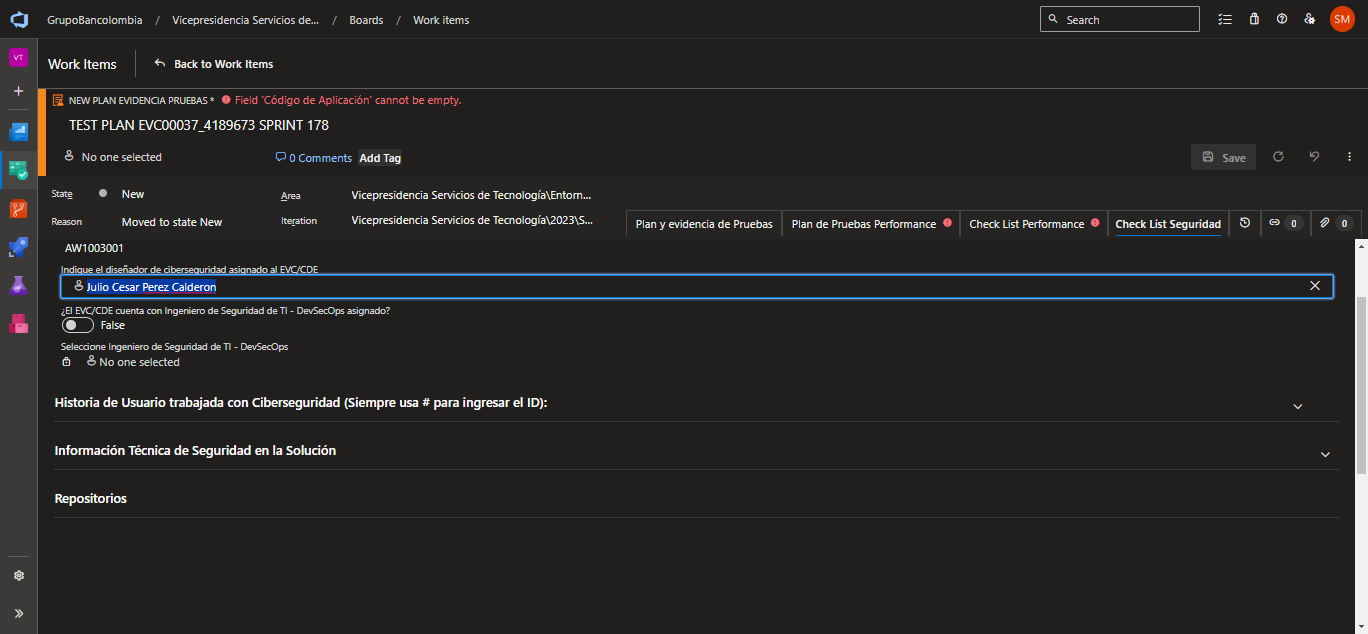 GrupoBancolombia / Vicepresidencia Servicios de... / Boards / Work items
Search
SM
VT
Work Items
Back to Work Items
NEW PLAN EVIDENCIA PRUEBAS * Field 'Código de Aplicación' cannot be empty.
TEST PLAN EVC00037_4189673 SPRINT 178
No one selected
0 Comments
Add Tag
Save
State
New
Area
Vicepresidencia Servicios de Tecnología\Entorn...
Reason
Moved to state New
Iteration
Vicepresidencia Servicios de Tecnología\2023\S...
Plan y evidencia de Pruebas
Plan de Pruebas Performance
Check List Performance
Check List Seguridad
0
0
AW1003001
Indique el diseñador de ciberseguridad asignado al EVC/CDE
Julio Cesar Perez Calderon
¿El EVC/CDE cuenta con Ingeniero de Seguridad de TI - DevSecOps asignado?
False
Seleccione Ingeniero de Seguridad de TI - DevSecOps
No one selected
Historia de Usuario trabajada con Ciberseguridad (Siempre usa # para ingresar el ID):
Información Técnica de Seguridad en la Solución
Repositorios